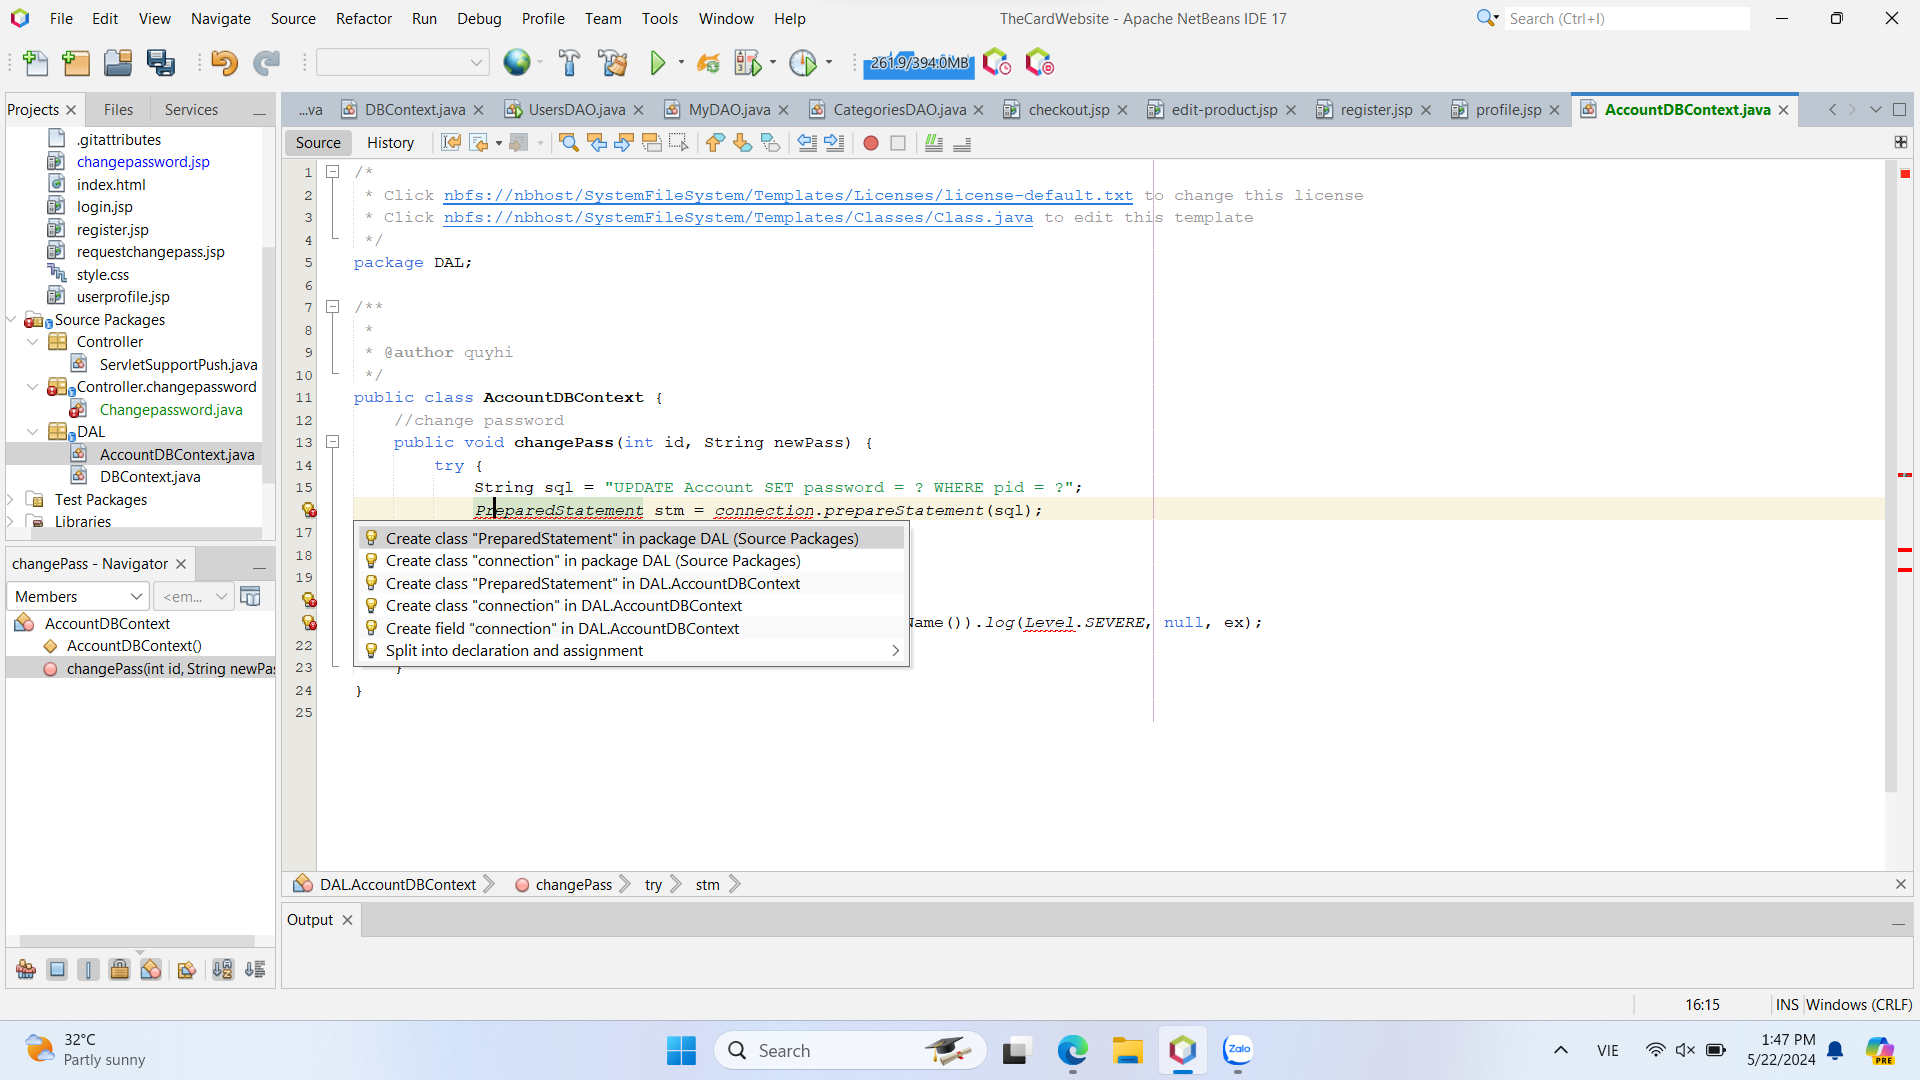 File Edit View Navigate Source Refactor Run Debug Profile Team Tools Window Help
TheCardWebsite - Apache NetBeans IDE 17
Search (Ctrl+I)
261.9/394.0MB
Projects Files Services
...va DBContext.java UsersDAO.java MyDAO.java CategoriesDAO.java checkout.jsp edit-product.jsp register.jsp profile.jsp AccountDBContext.java
Source History
.gitattributes
changepassword.jsp
index.html
login.jsp
register.jsp
requestchangepass.jsp
style.css
userprofile.jsp
Source Packages
Controller
ServletSupportPush.java
Controller.changepassword
Changepassword.java
DAL
AccountDBContext.java
DBContext.java
Test Packages
Libraries
changePass - Navigator
Members <em...
AccountDBContext
AccountDBContext()
changePass(int id, String newPas
1 /*
2 * Click nbfs://nbhost/SystemFileSystem/Templates/Licenses/license-default.txt to change this license
3 * Click nbfs://nbhost/SystemFileSystem/Templates/Classes/Class.java to edit this template
4 */
5 package DAL;
6
7 /**
8 *
9 * @author quyhi
10 */
11 public class AccountDBContext {
12 //change password
13 public void changePass(int id, String newPass) {
14 try {
15 String sql = "UPDATE Account SET password = ? WHERE pid = ?";
PreparedStatement stm = connection.prepareStatement(sql);
17
18
19
Name()).log(Level.SEVERE, null, ex);
22
23 }
24 }
25
Create class "PreparedStatement" in package DAL (Source Packages)
Create class "connection" in package DAL (Source Packages)
Create class "PreparedStatement" in DAL.AccountDBContext
Create class "connection" in DAL.AccountDBContext
Create field "connection" in DAL.AccountDBContext
Split into declaration and assignment
DAL.AccountDBContext changePass try stm
Output
16:15 INS Windows (CRLF)
32°C
Partly sunny
Search
Zalo
VIE
1:47 PM
5/22/2024
PRE